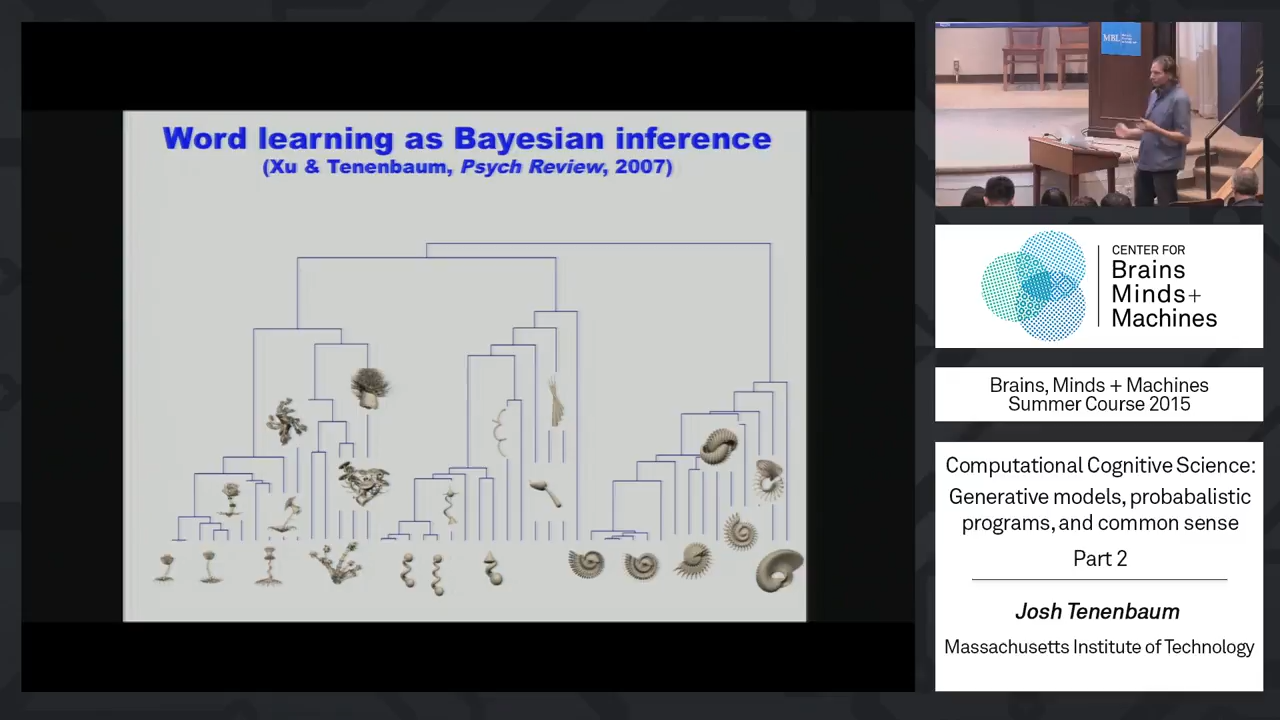 Word learning as Bayesian inference
(Xu & Tenenbaum, Psych Review, 2007)
MBL
CENTER FOR
Brains
Minds+
Machines
Brains, Minds + Machines
Summer Course 2015
Computational Cognitive Science:
Generative models, probabalistic
programs, and common sense
Part 2
Josh Tenenbaum
Massachusetts Institute of Technology